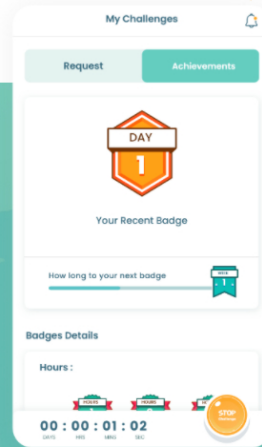 My Challenges
Request
Achievements
DAY
1
Your Recent Badge
How long to your next badge
1
Badges Details
Hours :
HOURS
HOURS
STOP
00 : 00 : 01 : 02
DAYS HRS MINS SEC